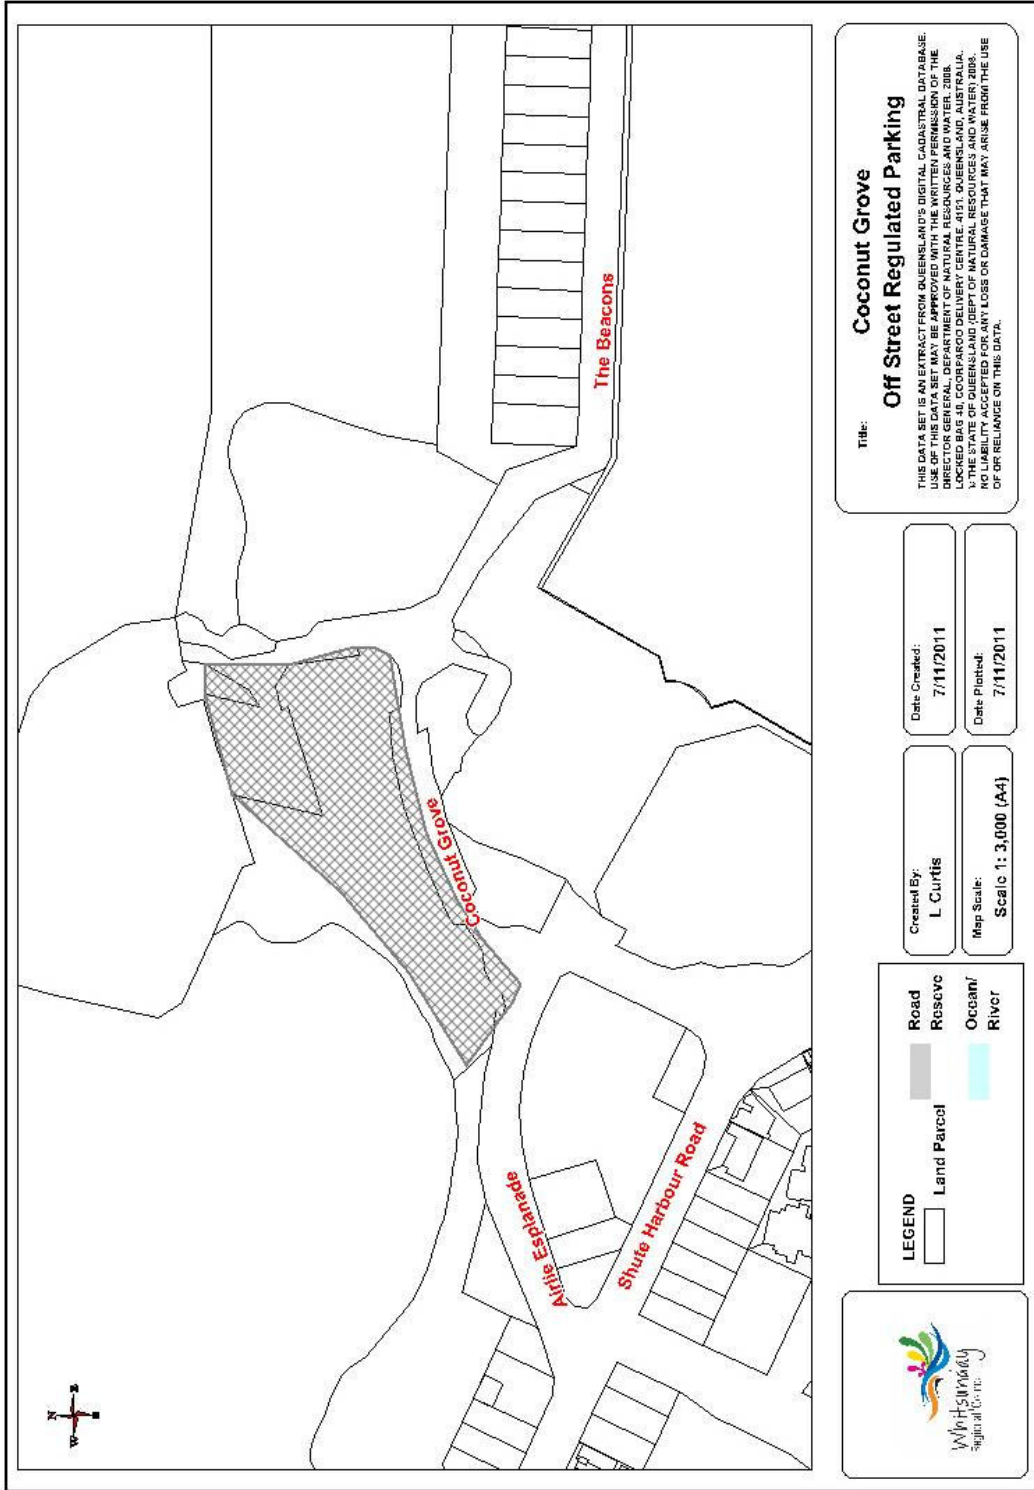 N
W
E
S
The Beacons
Coconut Grove
Airlie Esplanade
Shute Harbour Road
Whitsunday
Regional Council
LEGEND
Land Parcel
Road
Reseve
Ocean/
River
Created By:
L Curtis
Map Scale:
Scale 1: 3,000 (A4)
Date Created:
7/11/2011
Date Plotted:
7/11/2011
Title:
Coconut Grove
Off Street Regulated Parking
THIS DATA SET IS AN EXTRACT FROM QUEENSLAND'S DIGITAL CADASTRAL DATABASE.
USE OF THIS DATA SET MAY BE APPROVED WITH THE WRITTEN PERMISSION OF THE
DIRECTOR GENERAL, DEPARTMENT OF NATURAL RESOURCES AND WATER, 2008.
LOCKED BAG 40, COORPAROO DELIVERY CENTRE, 4151, QUEENSLAND, AUSTRALIA.
THE STATE OF QUEENSLAND (DEPT OF NATURAL RESOURCES AND WATER) 2008.
NO LIABILITY ACCEPTED FOR ANY LOSS OR DAMAGE THAT MAY ARISE FROM THE USE
OF OR RELIANCE ON THIS DATA.